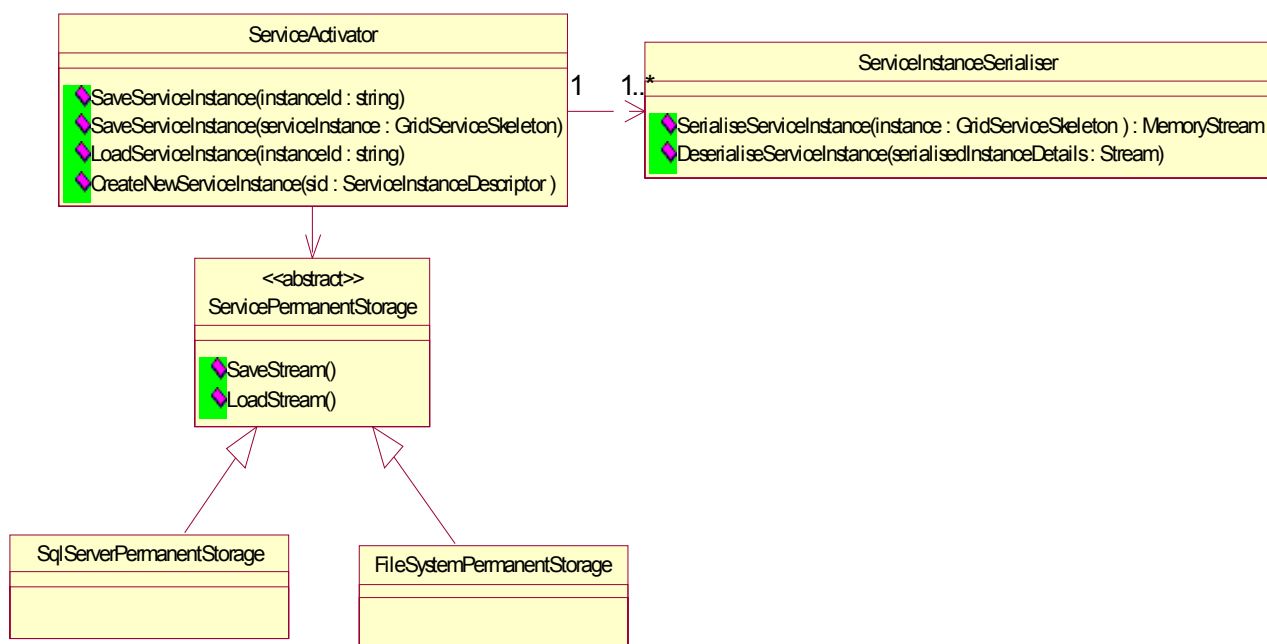 ServiceActivator
SaveServiceInstance(instanceId : string)
SaveServiceInstance(serviceInstance : GridServiceSkeleton)
LoadServiceInstance(instanceId : string)
CreateNewServiceInstance(sid : ServiceInstanceDescriptor )
1
1..*
ServiceInstanceSerialiser
SerialiseServiceInstance(instance : GridServiceSkeleton ) : MemoryStream
DeserialiseServiceInstance(serialisedInstanceDetails : Stream)
<<abstract>>
ServicePermanentStorage
SaveStream()
LoadStream()
SqlServerPermanentStorage
FileSystemPermanentStorage